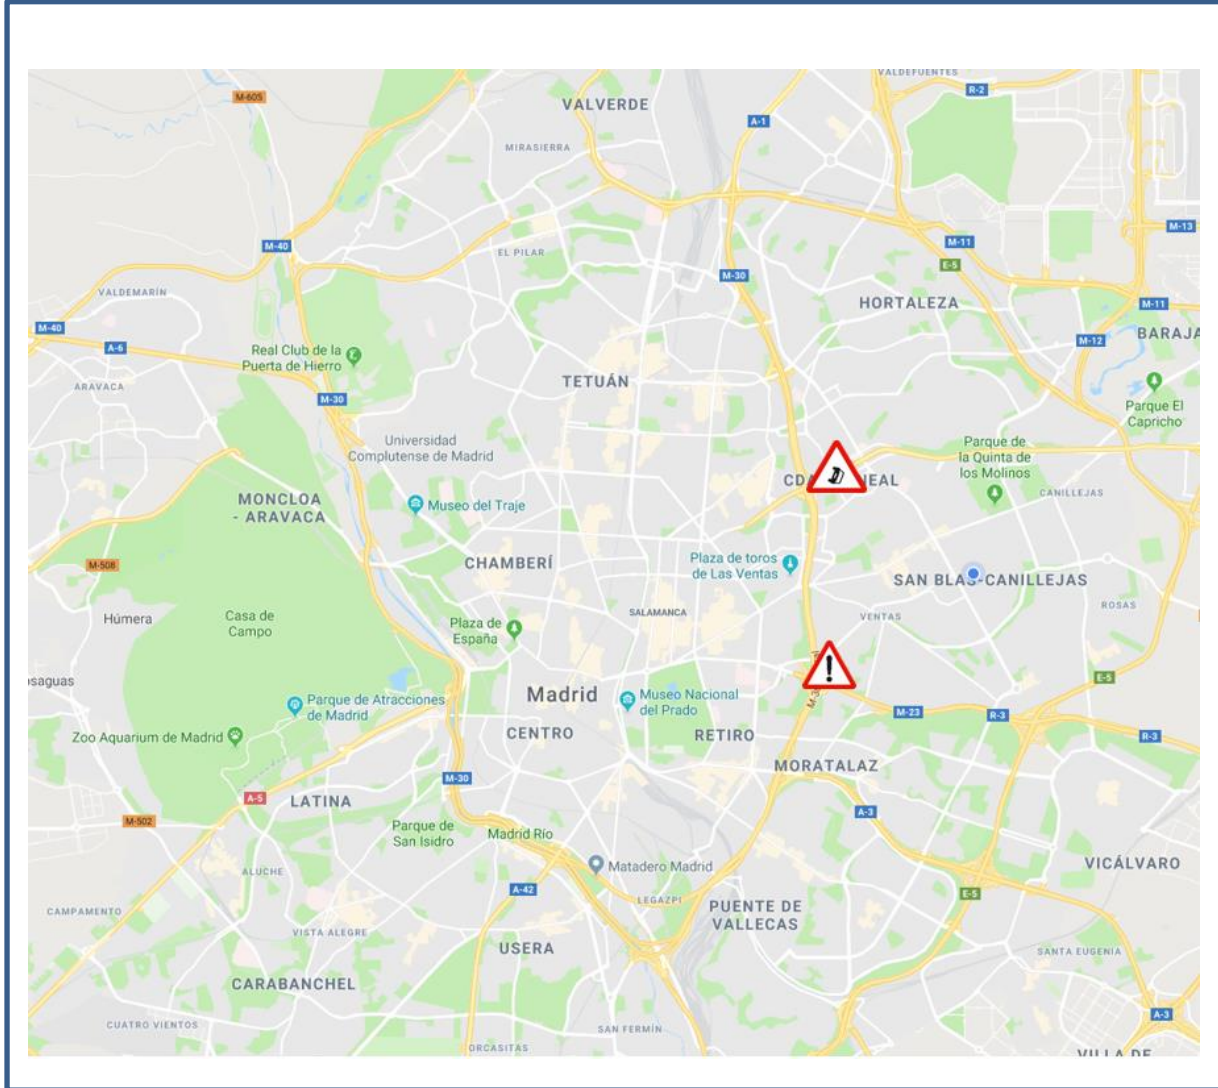 VALDEFUENTES
M-605
R-2
VALVERDE
A-1
MIRASIERRA
M-13
M-40
M-11
EL PILAR
E-5
M-30
VALDEMARÍN
HORTALEZA
M-11
M-40
BARAJA
A-6
Real Club de la
Puerta de Hierro
M-12
TETUÁN
ARAVACA
M-30
Parque El
Capricho
Universidad
Complutense de Madrid
Parque de
la Quinta de
los Molinos
CDA
NEAL
MONCLOA
- ARAVACA
CANILLEJAS
Museo del Traje
Plaza de toros
de Las Ventas
CHAMBERÍ
M-508
SAN BLAS-CANILLEJAS
ROSAS
Húmera
Casa de
Campo
SALAMANCA
VENTAS
Plaza de
España
osaguas
E-5
Madrid
Museo Nacional
del Prado
Parque de Atracciones
de Madrid
M-23
R-3
CENTRO
RETIRO
Zoo Aquarium de Madrid
R-3
MORATALAZ
M-30
A-5
LATINA
A-3
M-502
Parque de
San Isidro
Madrid Río
Matadero Madrid
VICÁLVARO
ALUCHE
A-42
E-5
LEGAZPI
PUENTE DE
VALLECAS
CAMPAMENTO
VISTA ALEGRE
USERA
SANTA EUGENIA
CARABANCHEL
A-3
CUATRO VIENTOS
SAN FERMÍN
ORCASITAS
VILLA DE